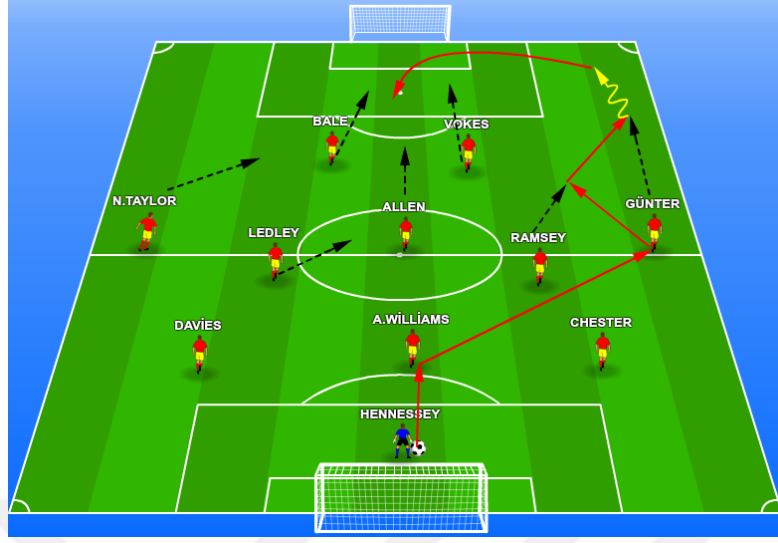 BALE
VOKES
N.TAYLOR
ALLEN
GÜNTER
LEDLEY
RAMSEY
DAVİES
A.WİLLİAMS
CHESTER
HENNESSEY